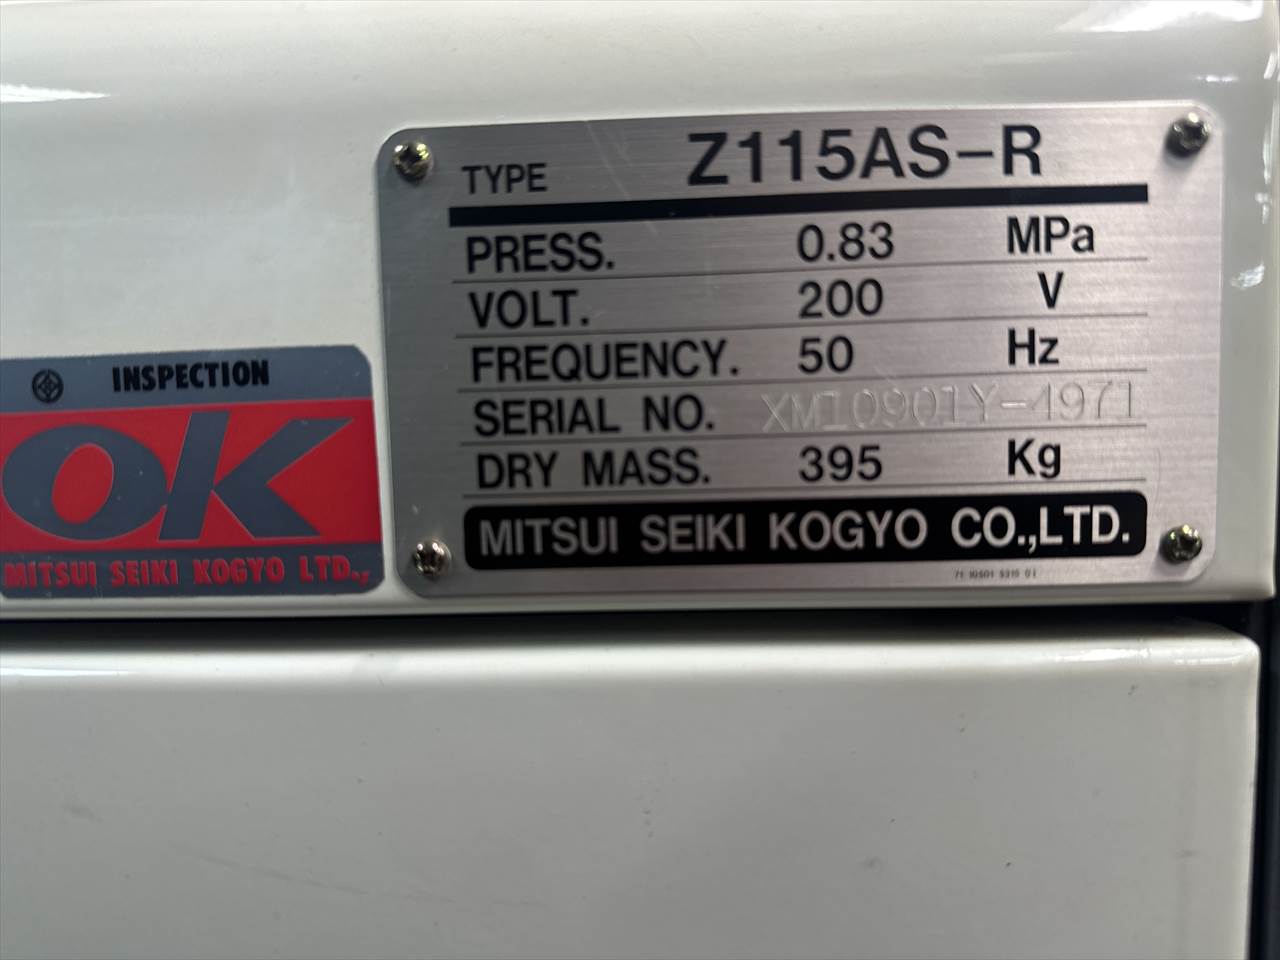 TYPE Z115AS-R
PRESS. 0.83 MPa
VOLT. 200 V
FREQUENCY. 50 Hz
SERIAL NO. XM10901Y-4971
DRY MASS. 395 Kg
MITSUI SEIKI KOGYO CO.,LTD.
INSPECTION
OK
MITSUI SEIKI KOGYO LTD.,